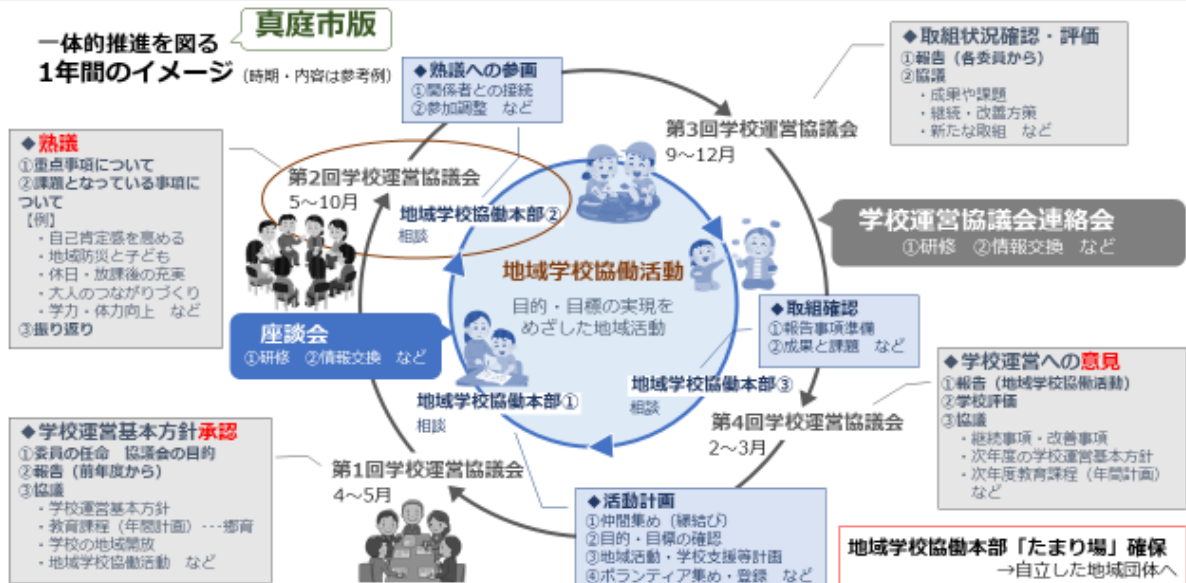 一体的推進を図る
真庭市版
1年間のイメージ（時期・内容は参考例）
◆熟議への参画
①関係者との接続
②参加調整　など
◆取組状況確認・評価
①報告（各委員から）
②協議
・成果や課題
・継続・改善方策
・新たな取組　など
第3回学校運営協議会
9～12月
◆熟議
①重点事項について
②課題となっている事項に
ついて
【例】
・自己肯定感を高める
・地域防災と子ども
・休日・放課後の充実
・大人のつながりづくり
・学力・体力向上　など
③振り返り
第2回学校運営協議会
5～10月
地域学校協働本部②
相談
学校運営協議会連絡会
①研修　②情報交換　など
地域学校協働活動
目的・目標の実現を
めざした地域活動
座談会
①研修　②情報交換　など
◆取組確認
①報告事項準備
②成果と課題　など
地域学校協働本部③
相談
地域学校協働本部①
相談
◆学校運営への意見
①報告（地域学校協働活動）
②学校評価
③協議
・継続事項・改善事項
・次年度の学校運営基本方針
・次年度教育課程（年間計画）
など
第4回学校運営協議会
2～3月
◆学校運営基本方針承認
①委員の任命　協議会の目的
②報告（前年度から）
③協議
・学校運営基本方針
・教育課程（年間計画）---郷育
・学校の地域開放
・地域学校協働活動　など
第1回学校運営協議会
4～5月
◆活動計画
①仲間集め（縁結び）
②目的・目標の確認
③地域活動・学校支援等計画
④ボランティア集め・登録　など
地域学校協働本部「たまり場」確保
→自立した地域団体へ